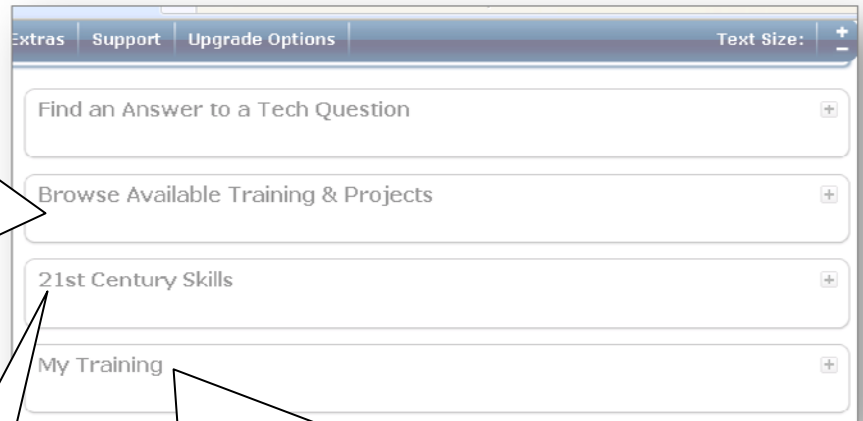 Extras Support Upgrade Options Text Size: + −
Find an Answer to a Tech Question +
Browse Available Training & Projects +
21st Century Skills +
My Training +